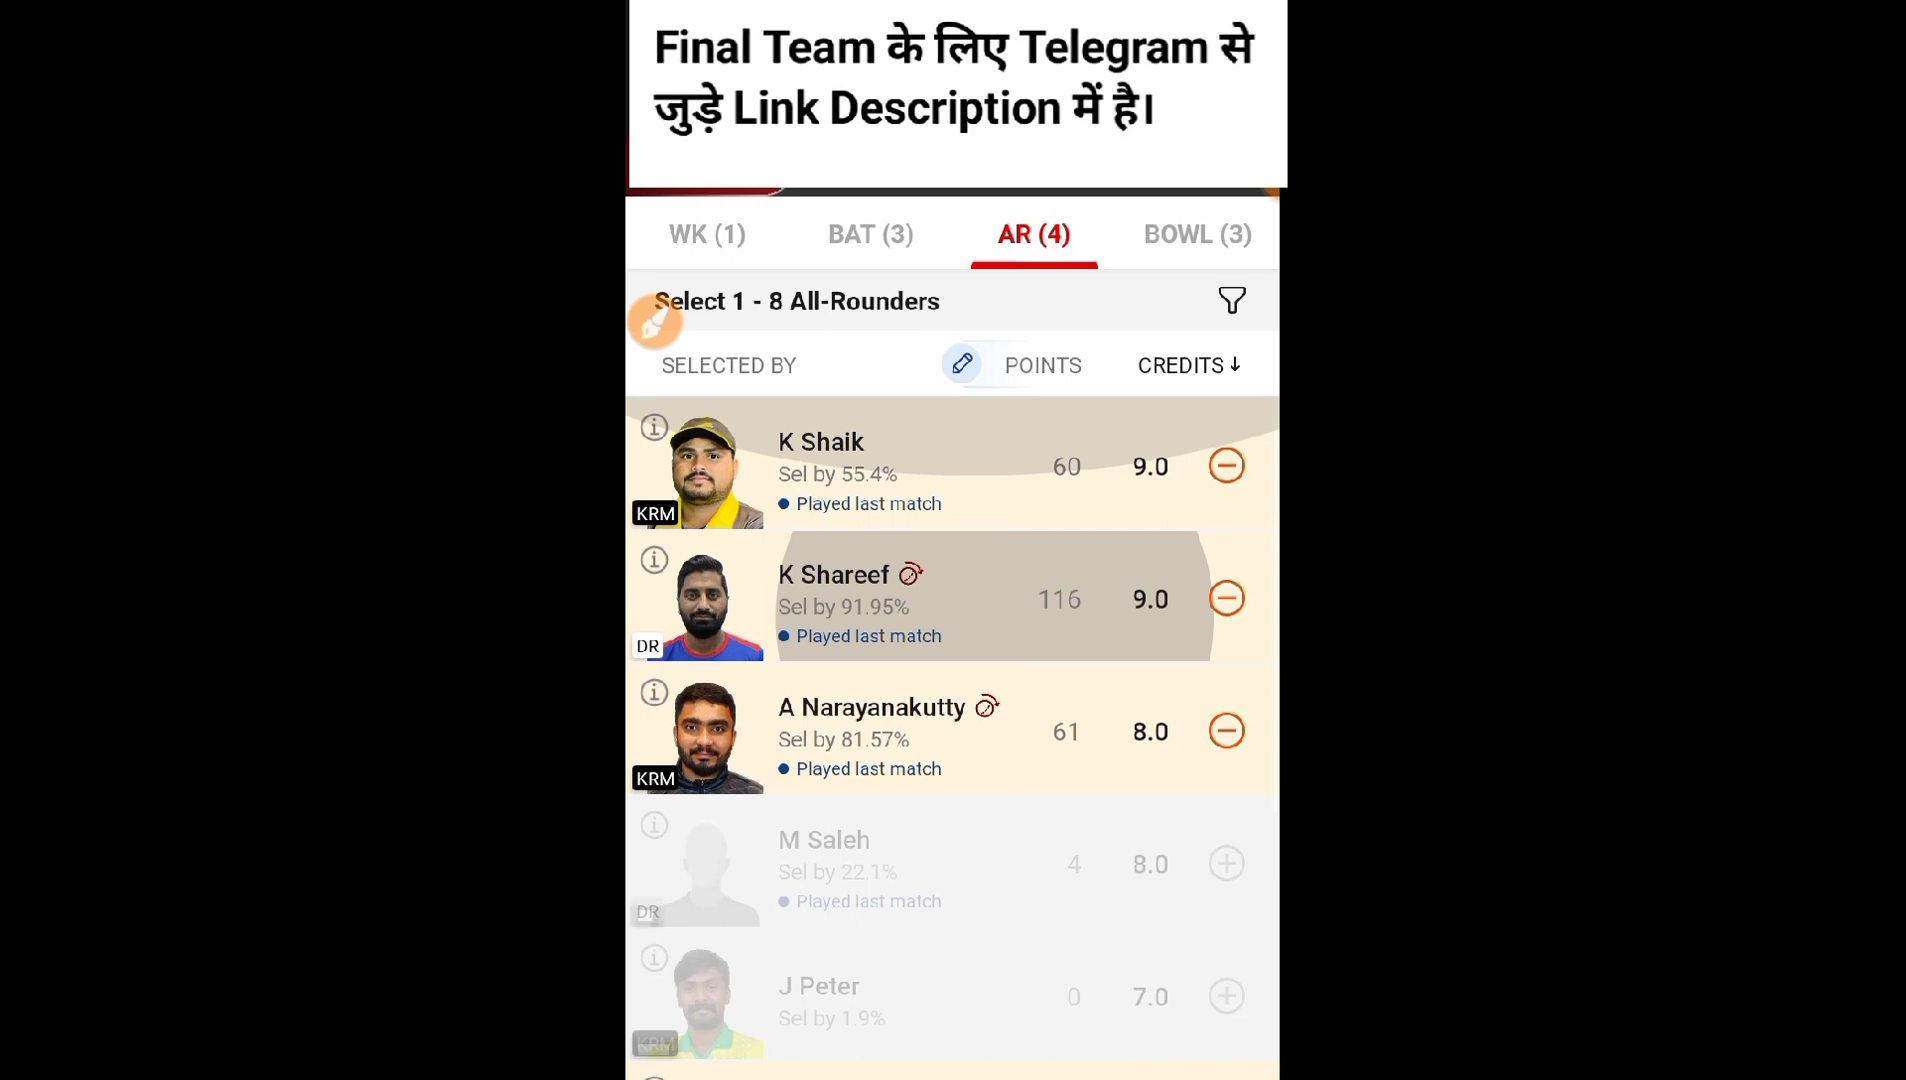 Final Team के लिए Telegram से
जुड़े Link Description में है।
WK (1) BAT (3) AR (4) BOWL (3)
Select 1 - 8 All-Rounders
SELECTED BY POINTS CREDITS↓
K Shaik
Sel by 55.4% 60 9.0
Played last match
KRM
K Shareef
Sel by 91.95% 116 9.0
Played last match
DR
A Narayanakutty
Sel by 81.57% 61 8.0
Played last match
KRM
M Saleh
Sel by 22.1% 4 8.0
Played last match
DR
J Peter
Sel by 1.9% 0 7.0
KRM